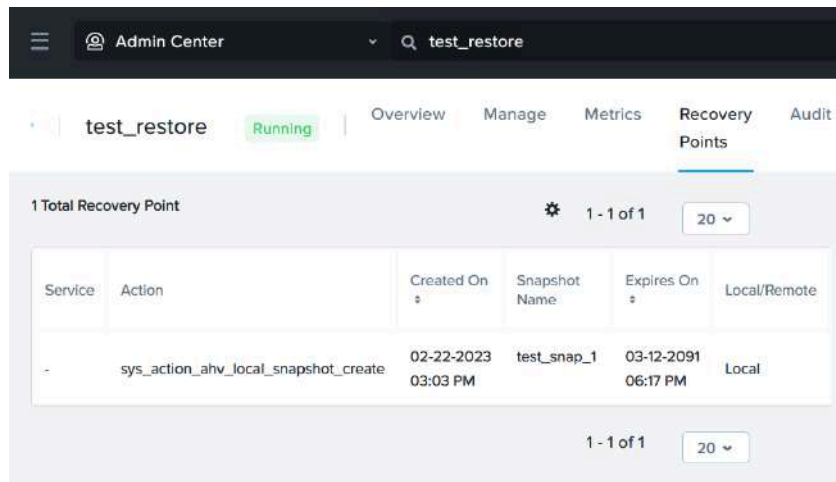 Admin Center
test_restore
test_restore
Running
Overview
Manage
Metrics
Recovery
Points
Audit
1 Total Recovery Point
1 - 1 of 1
20
Service
Action
Created On
Snapshot
Name
Expires On
Local/Remote
-
sys_action_ahv_local_snapshot_create
02-22-2023
03:03 PM
test_snap_1
03-12-2091
06:17 PM
Local
1 - 1 of 1
20